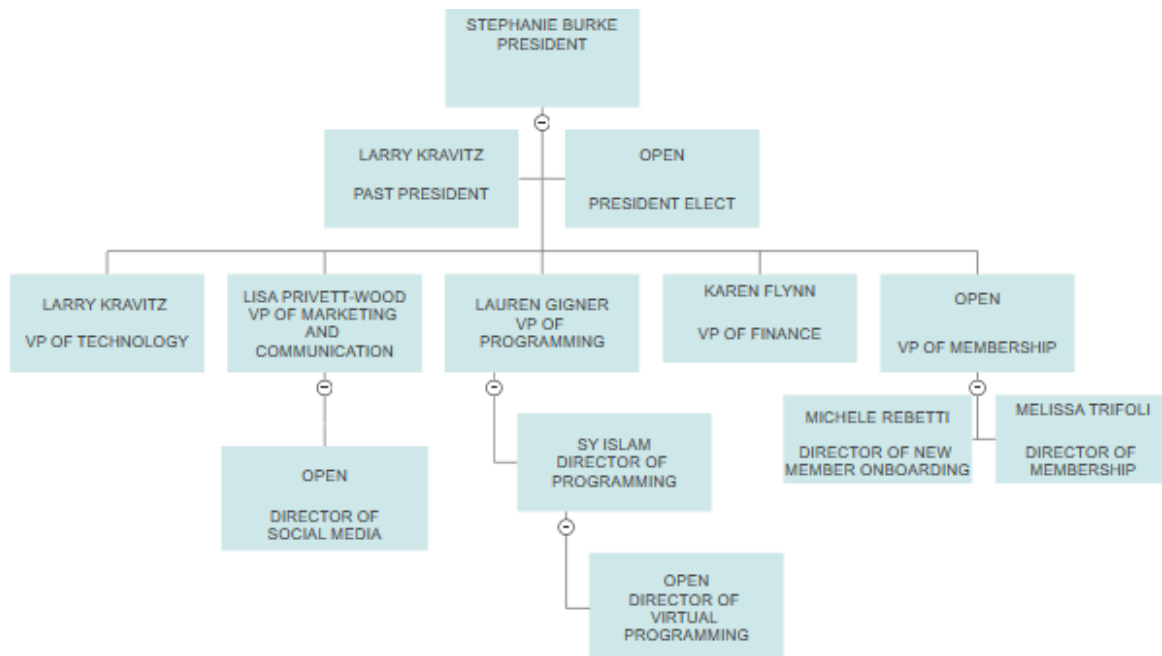 STEPHANIE BURKE
PRESIDENT
LARRY KRAVITZ
PAST PRESIDENT
OPEN
PRESIDENT ELECT
LARRY KRAVITZ
VP OF TECHNOLOGY
LISA PRIVETT-WOOD
VP OF MARKETING
AND
COMMUNICATION
LAUREN GIGNER
VP OF
PROGRAMMING
KAREN FLYNN
VP OF FINANCE
OPEN
VP OF MEMBERSHIP
OPEN
DIRECTOR OF
SOCIAL MEDIA
SY ISLAM
DIRECTOR OF
PROGRAMMING
OPEN
DIRECTOR OF
VIRTUAL
PROGRAMMING
MICHELE REBETTI
DIRECTOR OF NEW
MEMBER ONBOARDING
MELISSA TRIFOLI
DIRECTOR OF
MEMBERSHIP